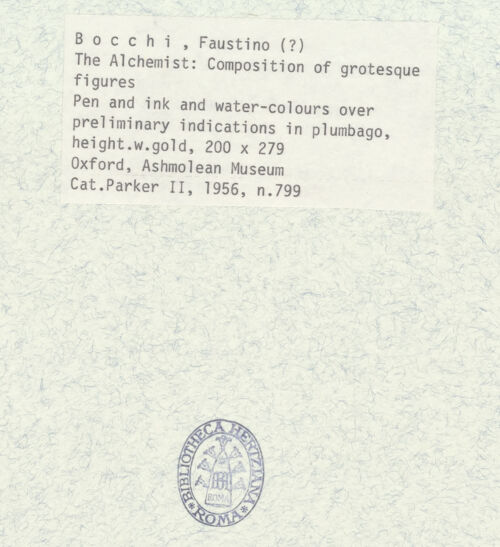 B o c c h i , Faustino (?)
The Alchemist: Composition of grotesque
figures
Pen and ink and water-colours over
preliminary indications in plumbago,
height.w.gold, 200 x 279
Oxford, Ashmolean Museum
Cat.Parker II, 1956, n.799
BIBLIOTHECA HERTZIANA
ROMA
*ROMA*